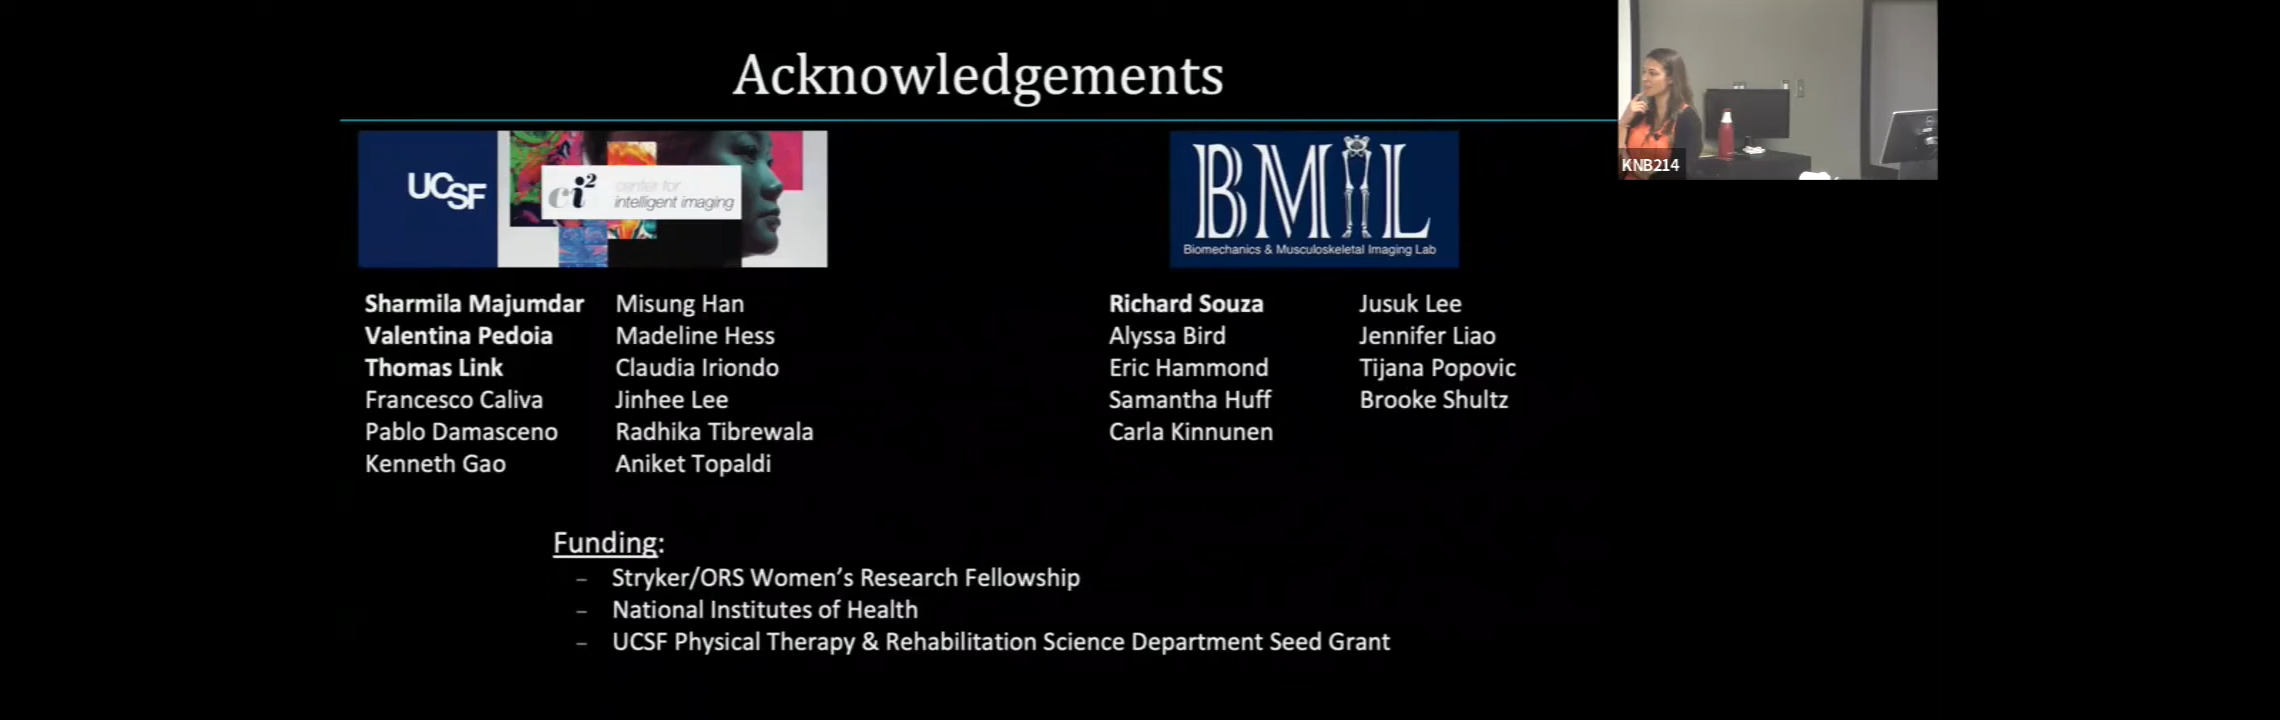 Acknowledgements
KNB214
UCSF
ci²
center for
intelligent imaging
BMIL
Biomechanics & Musculoskeletal Imaging Lab
Sharmila Majumdar
Valentina Pedoia
Thomas Link
Francesco Caliva
Pablo Damasceno
Kenneth Gao
Misung Han
Madeline Hess
Claudia Iriondo
Jinhee Lee
Radhika Tibrewala
Aniket Topaldi
Richard Souza
Alyssa Bird
Eric Hammond
Samantha Huff
Carla Kinnunen
Jusuk Lee
Jennifer Liao
Tijana Popovic
Brooke Shultz
Funding:
– Stryker/ORS Women’s Research Fellowship
– National Institutes of Health
– UCSF Physical Therapy & Rehabilitation Science Department Seed Grant